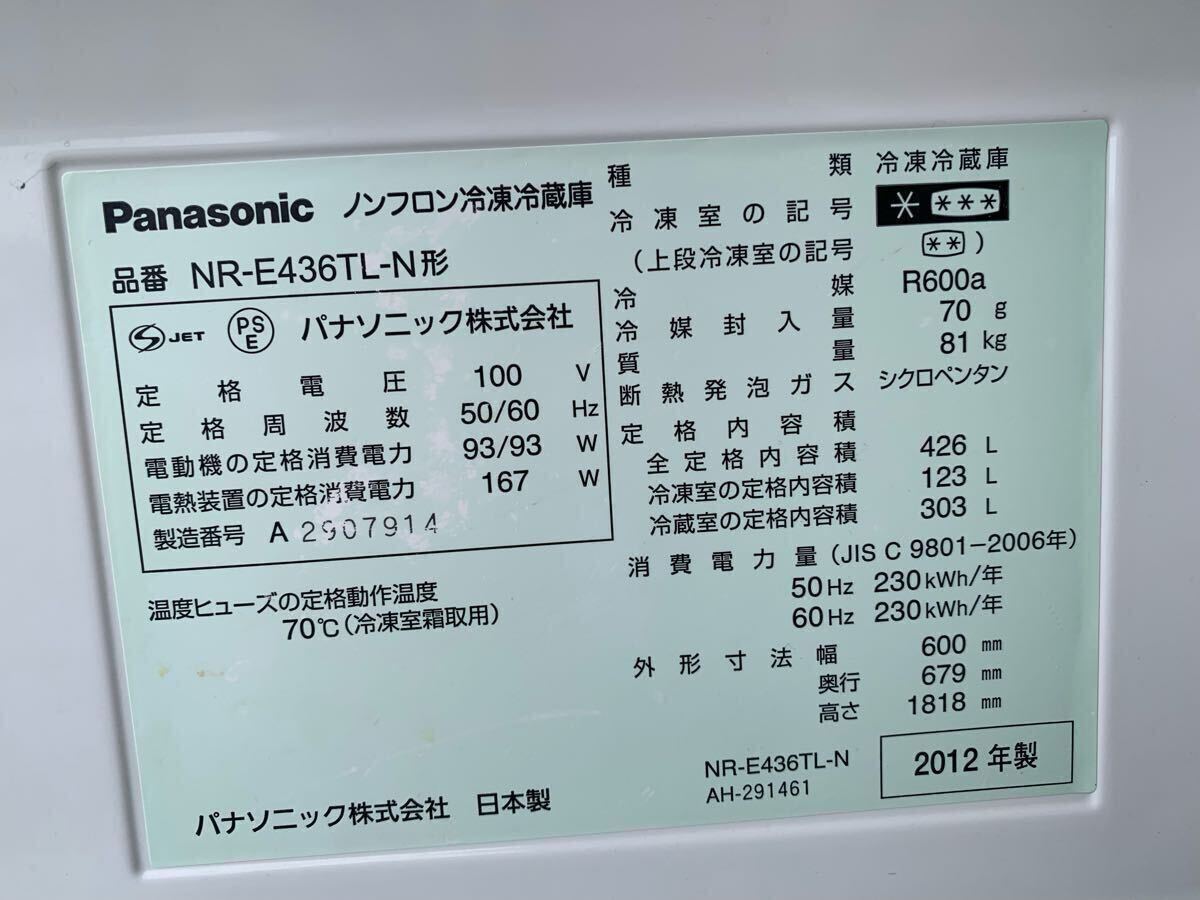 Panasonic ノンフロン冷凍冷蔵庫
品番 NR-E436TL-N形
JET PSE パナソニック株式会社
定格電圧 100 V
定格周波数 50/60 Hz
電動機の定格消費電力 93/93 W
電熱装置の定格消費電力 167 W
製造番号 A 2907914
温度ヒューズの定格動作温度
70℃(冷凍室霜取用)
パナソニック株式会社 日本製
種類 冷凍冷蔵庫
冷凍室の記号 * ***
(上段冷凍室の記号 ** )
冷媒 R600a
冷媒封入量 70 g
質量 81 kg
断熱発泡ガス シクロペンタン
定格内容積
全定格内容積 426 L
冷凍室の定格内容積 123 L
冷蔵室の定格内容積 303 L
消費電力量(JIS C 9801-2006年)
50Hz 230kWh/年
60Hz 230kWh/年
外形寸法幅 600 mm
奥行 679 mm
高さ 1818 mm
NR-E436TL-N
AH-291461
2012年製